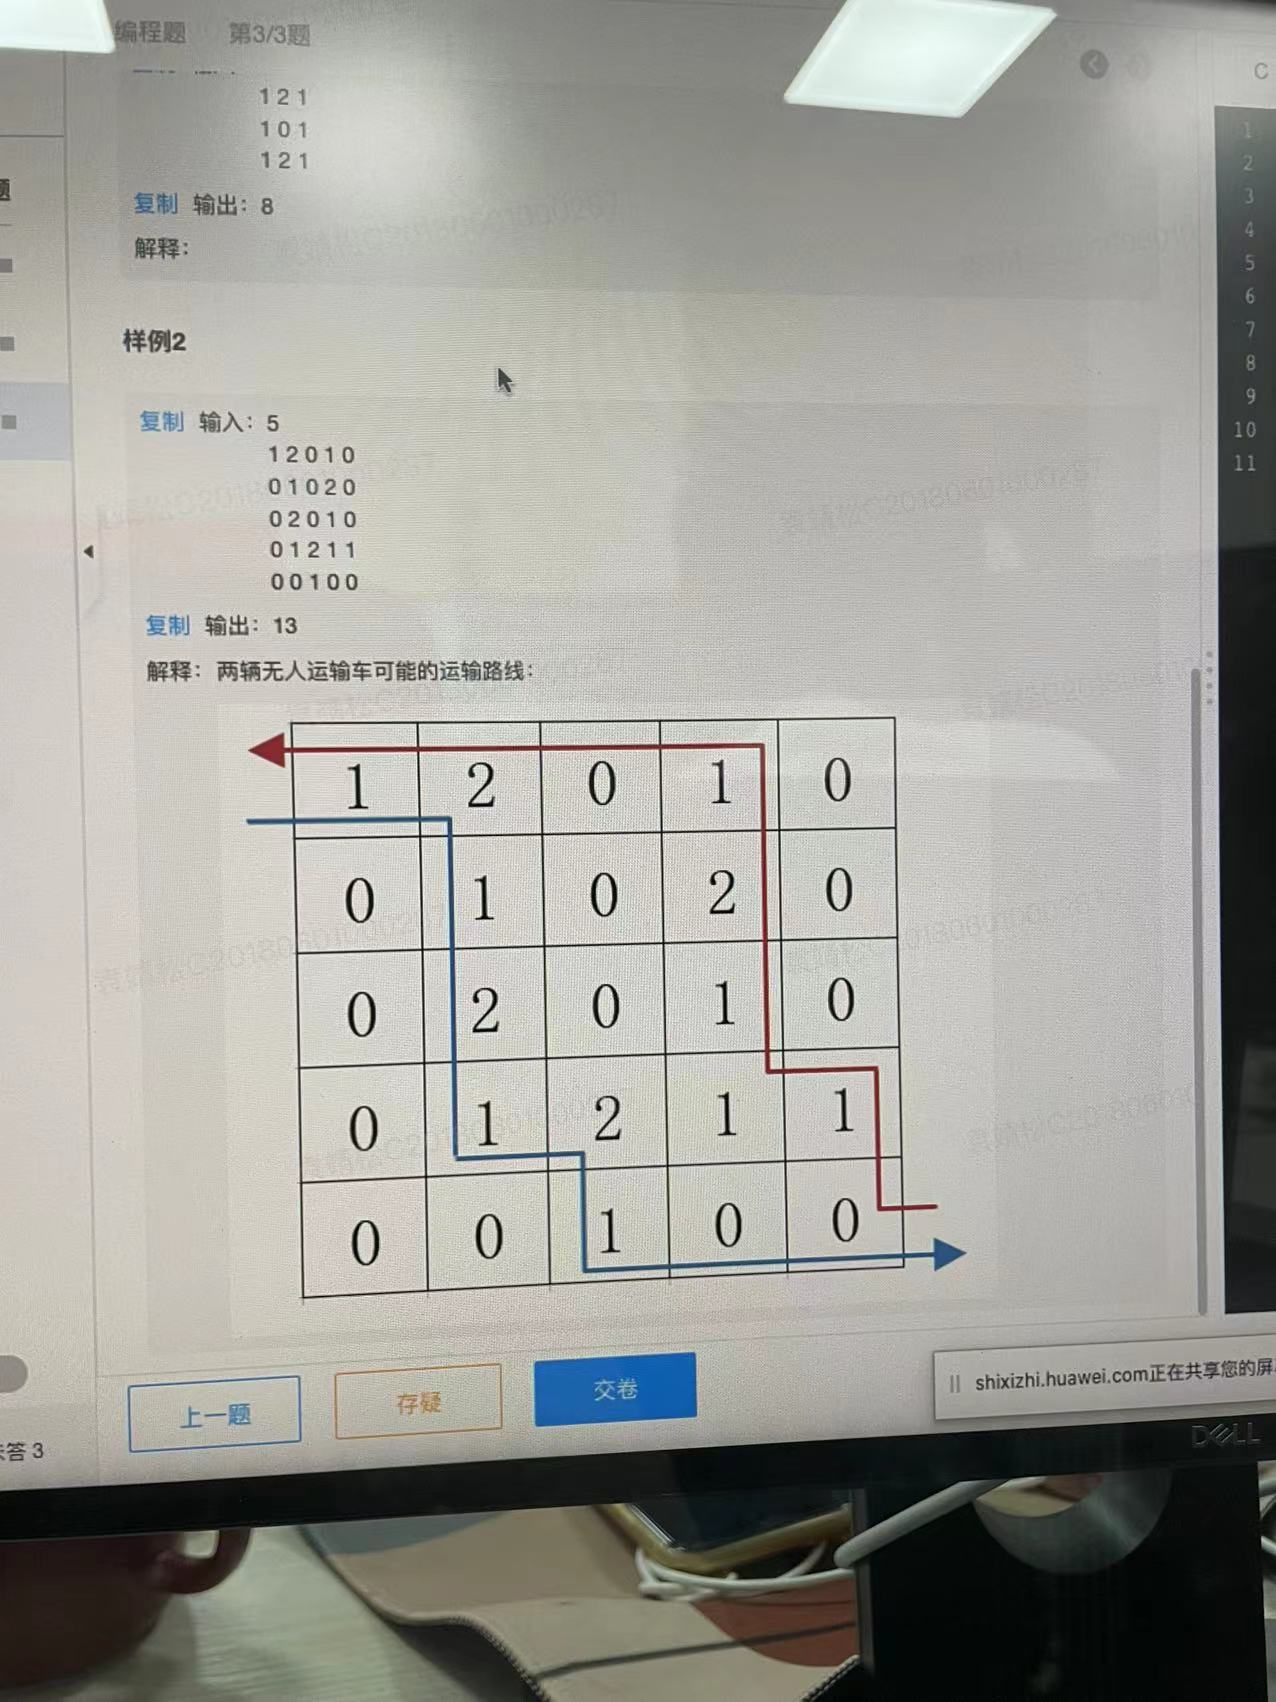 编程题 第3/3题
1 2 1
1 0 1
1 2 1
复制 输出：8
解释：
样例2
复制 输入：5
1 2 0 1 0
0 1 0 2 0
0 2 0 1 0
0 1 2 1 1
0 0 1 0 0
复制 输出：13
解释：两辆无人运输车可能的运输路线：
1 2 0 1 0
0 1 0 2 0
0 2 0 1 0
0 1 2 1 1
0 0 1 0 0
上一题 存疑 交卷
shixizhi.huawei.com正在共享您的屏
答 3
题
C
1
2
3
4
5
6
7
8
9
10
11
DELL